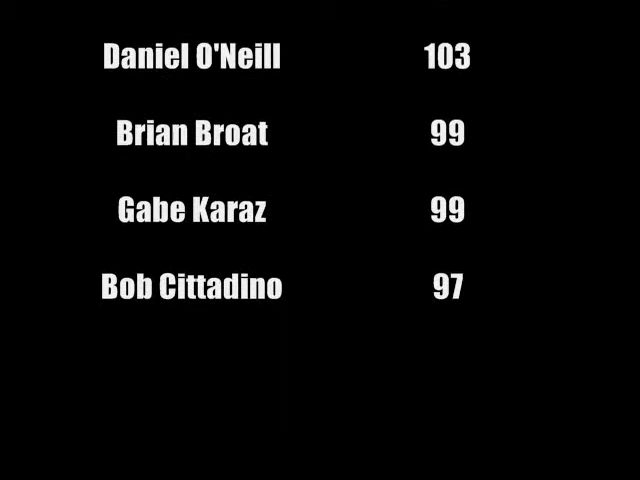 Daniel O'Neill 103
Brian Broat 99
Gabe Karaz 99
Bob Cittadino 97